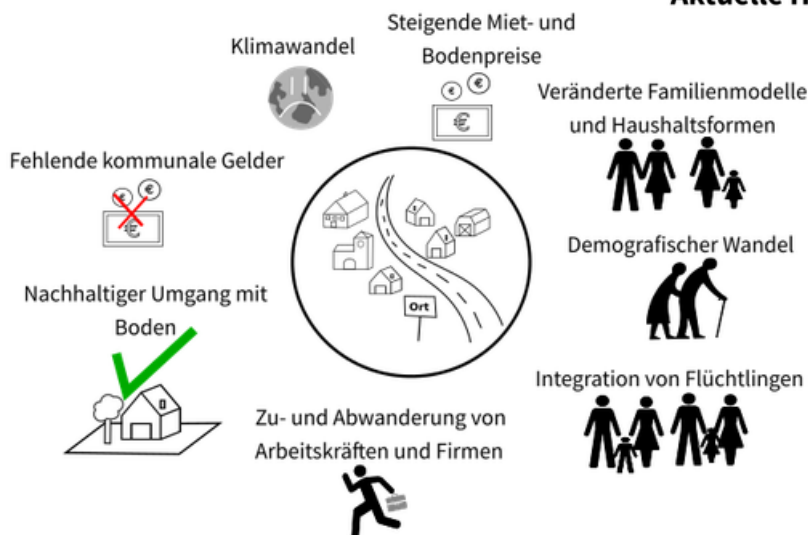 Aktuelle
Klimawandel
Steigende Miet- und
Bodenpreise
Veränderte Familienmodelle
und Haushaltsformen
Fehlende kommunale Gelder
€ €
€
€ €
€
Demografischer Wandel
Nachhaltiger Umgang mit
Boden
Ort
Integration von Flüchtlingen
Zu- und Abwanderung von
Arbeitskräften und Firmen